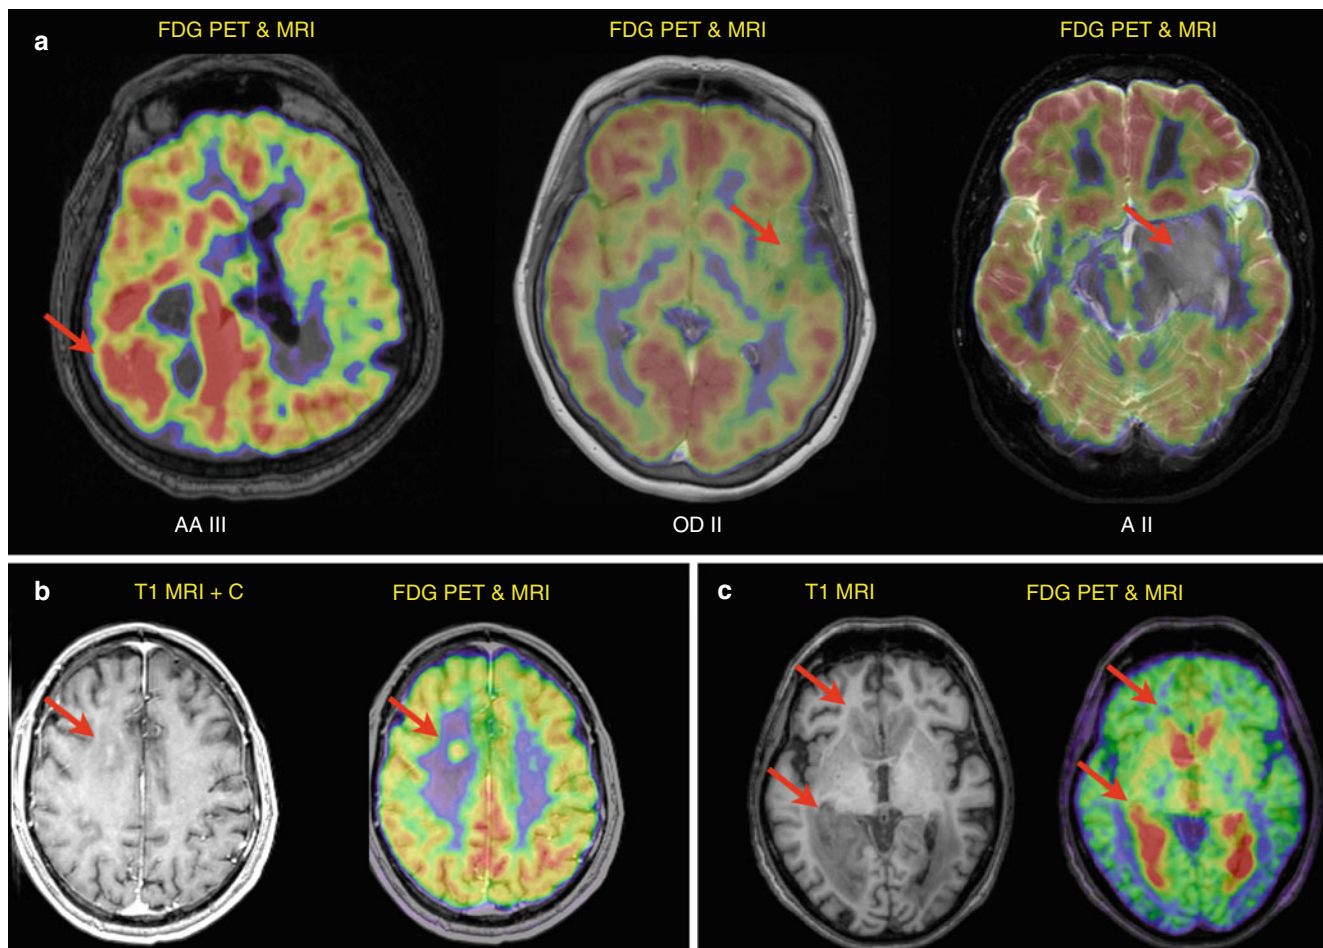 a
FDG PET & MRI
FDG PET & MRI
FDG PET & MRI
AA III
OD II
A II
b
T1 MRI + C
FDG PET & MRI
c
T1 MRI
FDG PET & MRI